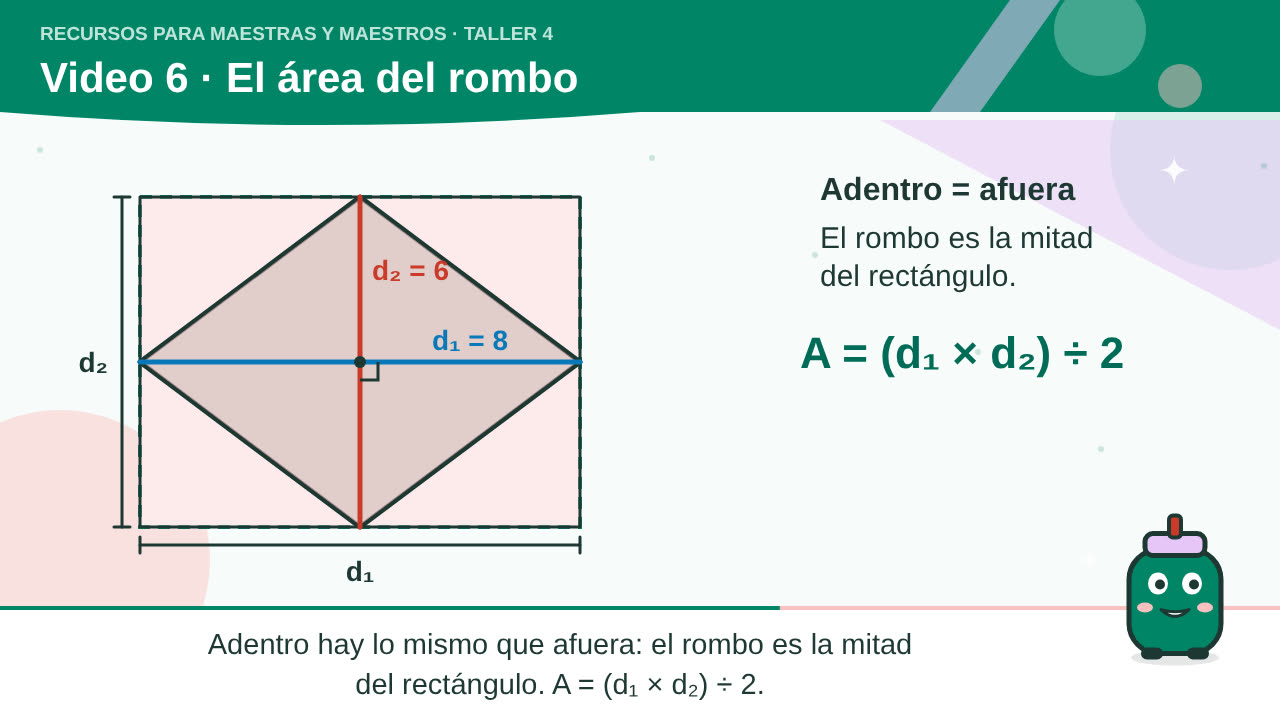 RECURSOS PARA MAESTRAS Y MAESTROS · TALLER 4
Video 6 · El área del rombo
Adentro = afuera
El rombo es la mitad
del rectángulo.
A = (d₁ × d₂) ÷ 2
d₂ = 6
d₁ = 8
d₂
d₁
Adentro hay lo mismo que afuera: el rombo es la mitad
del rectángulo. A = (d₁ × d₂) ÷ 2.